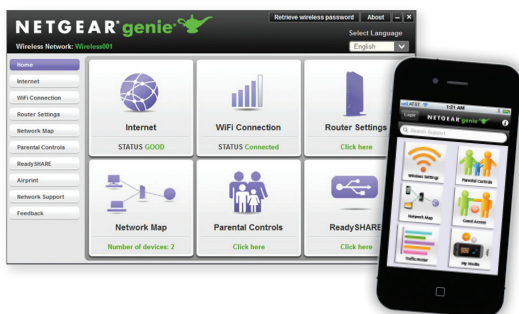 NETGEAR® genie®
Retrieve wireless password
About
Select Language
Wireless Network: Wireless001
English
Home
Internet
WiFi Connection
Router Settings
Network Map
Parental Controls
ReadySHARE
Airprint
Network Support
Feedback
Internet
STATUS GOOD
WiFi Connection
STATUS Connected
Router Settings
Click here
Network Map
Number of devices: 2
Parental Controls
Click here
ReadySHARE
Click here
AT&T
1:21 AM
Login
NETGEAR genie
Search Support
Wireless Settings
Parental Controls
Network Map
Guest Access
Traffic Meter
My Media